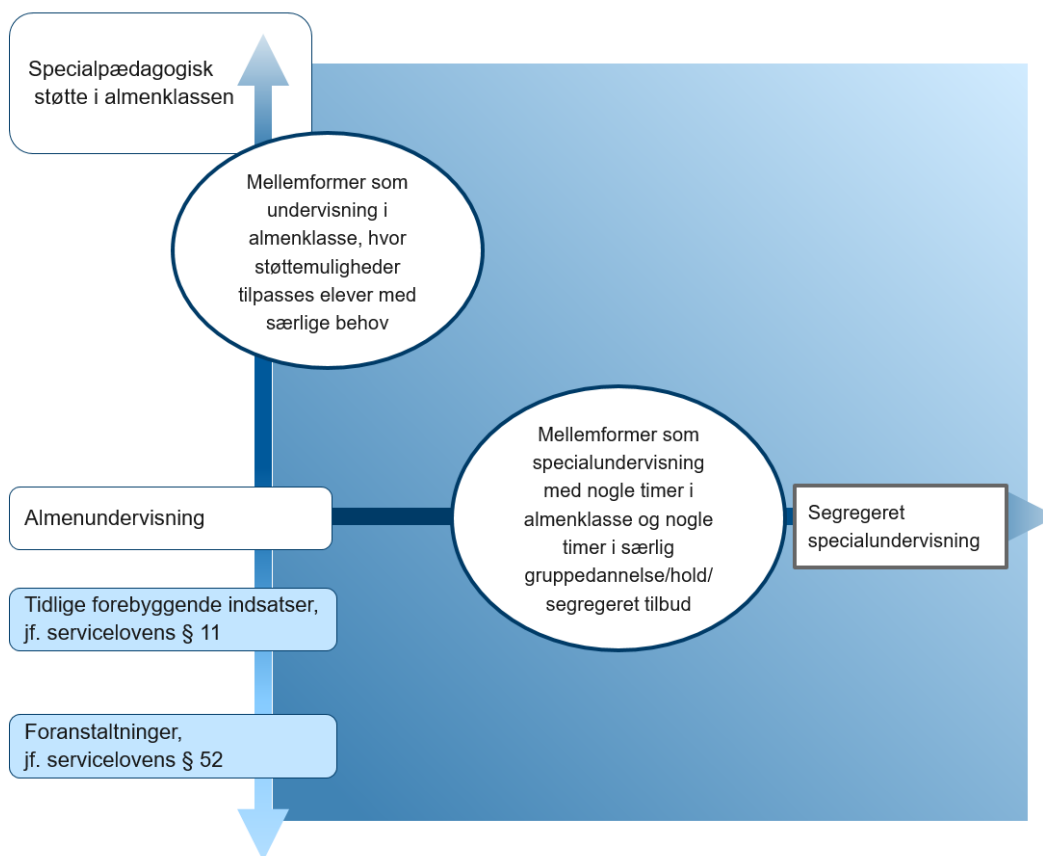 Specialpædagogisk
støtte i almenklassen
Mellemformer som
undervisning i
almenklasse, hvor
støttemuligheder
tilpasses elever med
særlige behov
Mellemformer som
specialundervisning
med nogle timer i
almenklasse og nogle
timer i særlig
gruppedannelse/hold/
segregeret tilbud
Almenundervisning
Segregeret
specialundervisning
Tidlige forebyggende indsatser,
jf. servicelovens § 11
Foranstaltninger,
jf. servicelovens § 52